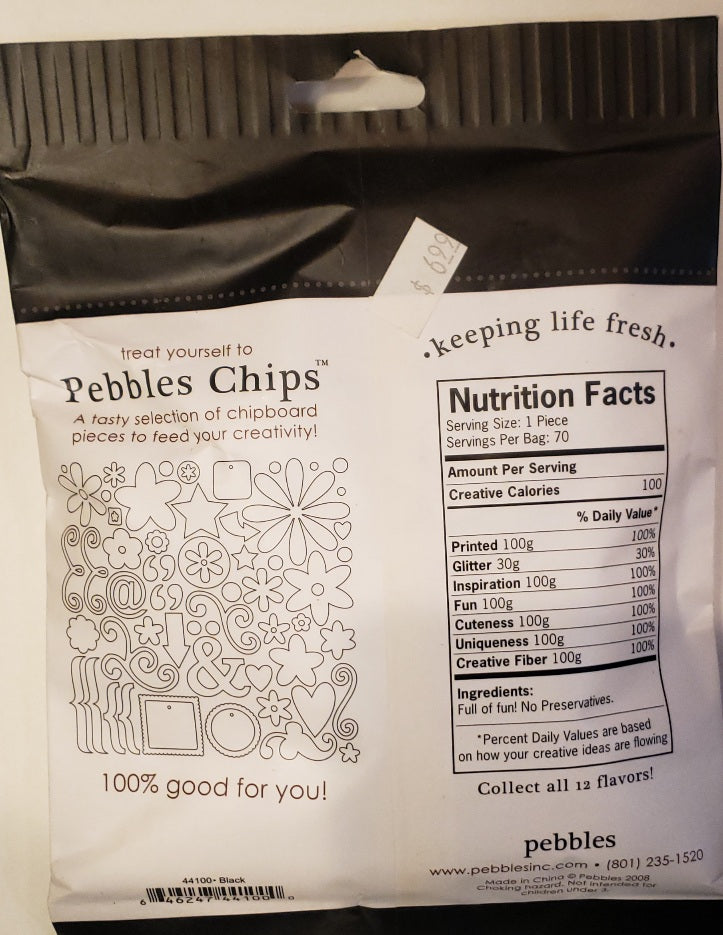 $ 6.99
treat yourself to
Pebbles Chips™
A tasty selection of chipboard
pieces to feed your creativity!
@
&
100% good for you!
44100• Black
6 46247 44100 0
• keeping life fresh •
Nutrition Facts
Serving Size: 1 Piece
Servings Per Bag: 70
Amount Per Serving
Creative Calories 100
% Daily Value*
Printed 100g 100%
Glitter 30g 30%
Inspiration 100g 100%
Fun 100g 100%
Cuteness 100g 100%
Uniqueness 100g 100%
Creative Fiber 100g 100%
Ingredients:
Full of fun! No Preservatives.
*Percent Daily Values are based
on how your creative ideas are flowing
Collect all 12 flavors!
pebbles
www.pebblesinc.com • (801) 235-1520
Made in China © Pebbles 2008
Choking hazard. Not intended for
children under 3.